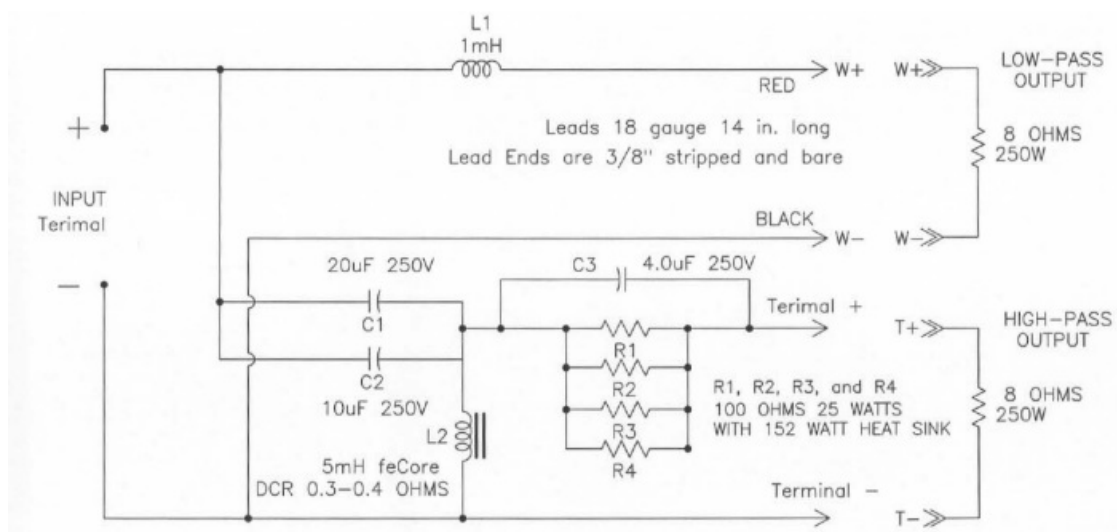 L1
1mH
RED
W+
W+
LOW-PASS
OUTPUT
+
Leads 18 gauge 14 in. long
Lead Ends are 3/8" stripped and bare
8 OHMS
250W
INPUT
Terimal
BLACK
W-
W-
20uF 250V
C3
4.0uF 250V
—
C1
Terimal +
T+
HIGH-PASS
OUTPUT
C2
R1
10uF 250V
R2
R1, R2, R3, and R4
100 OHMS 25 WATTS
WITH 152 WATT HEAT SINK
8 OHMS
250W
L2
R3
5mH feCore
DCR 0.3-0.4 OHMS
R4
Terminal -
T-